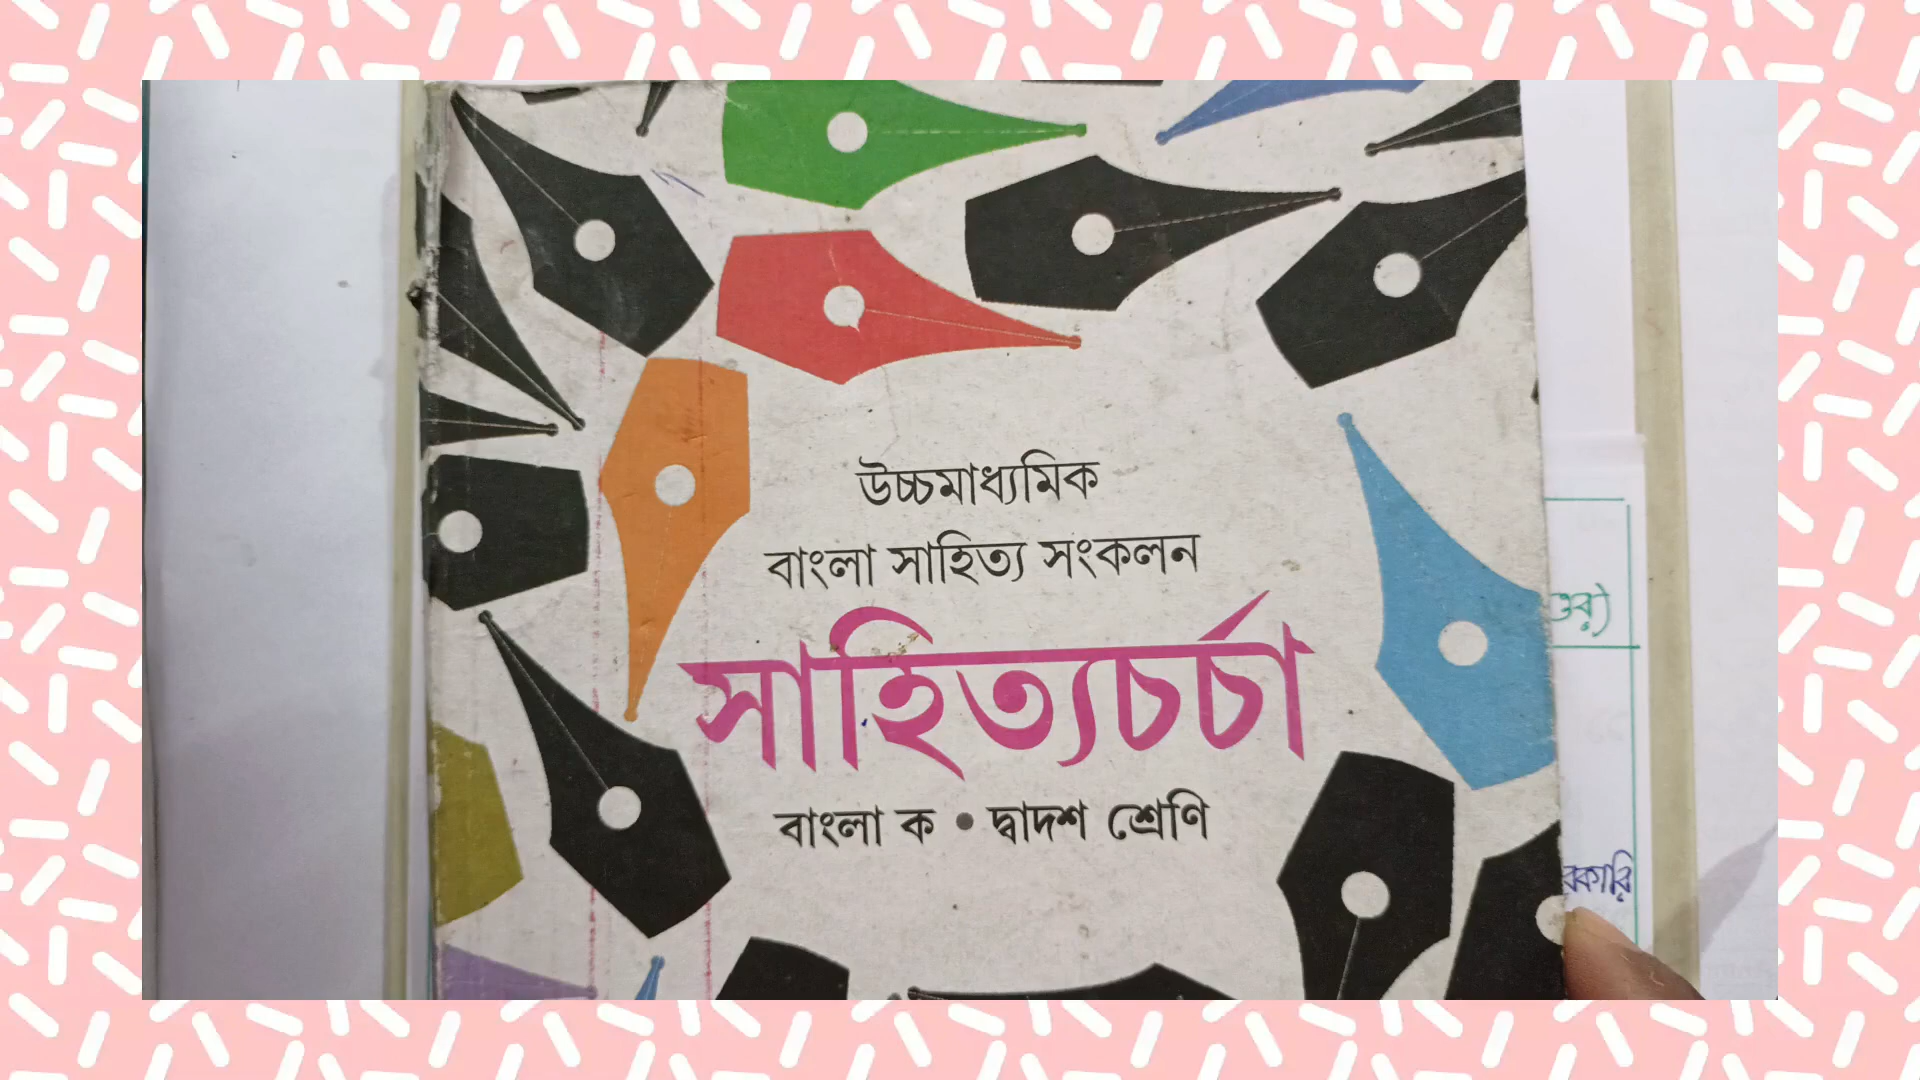 উচ্চমাধ্যমিক
বাংলা সাহিত্য সংকলন
সাহিত্যচর্চা
বাংলা ক • দ্বাদশ শ্রেণি